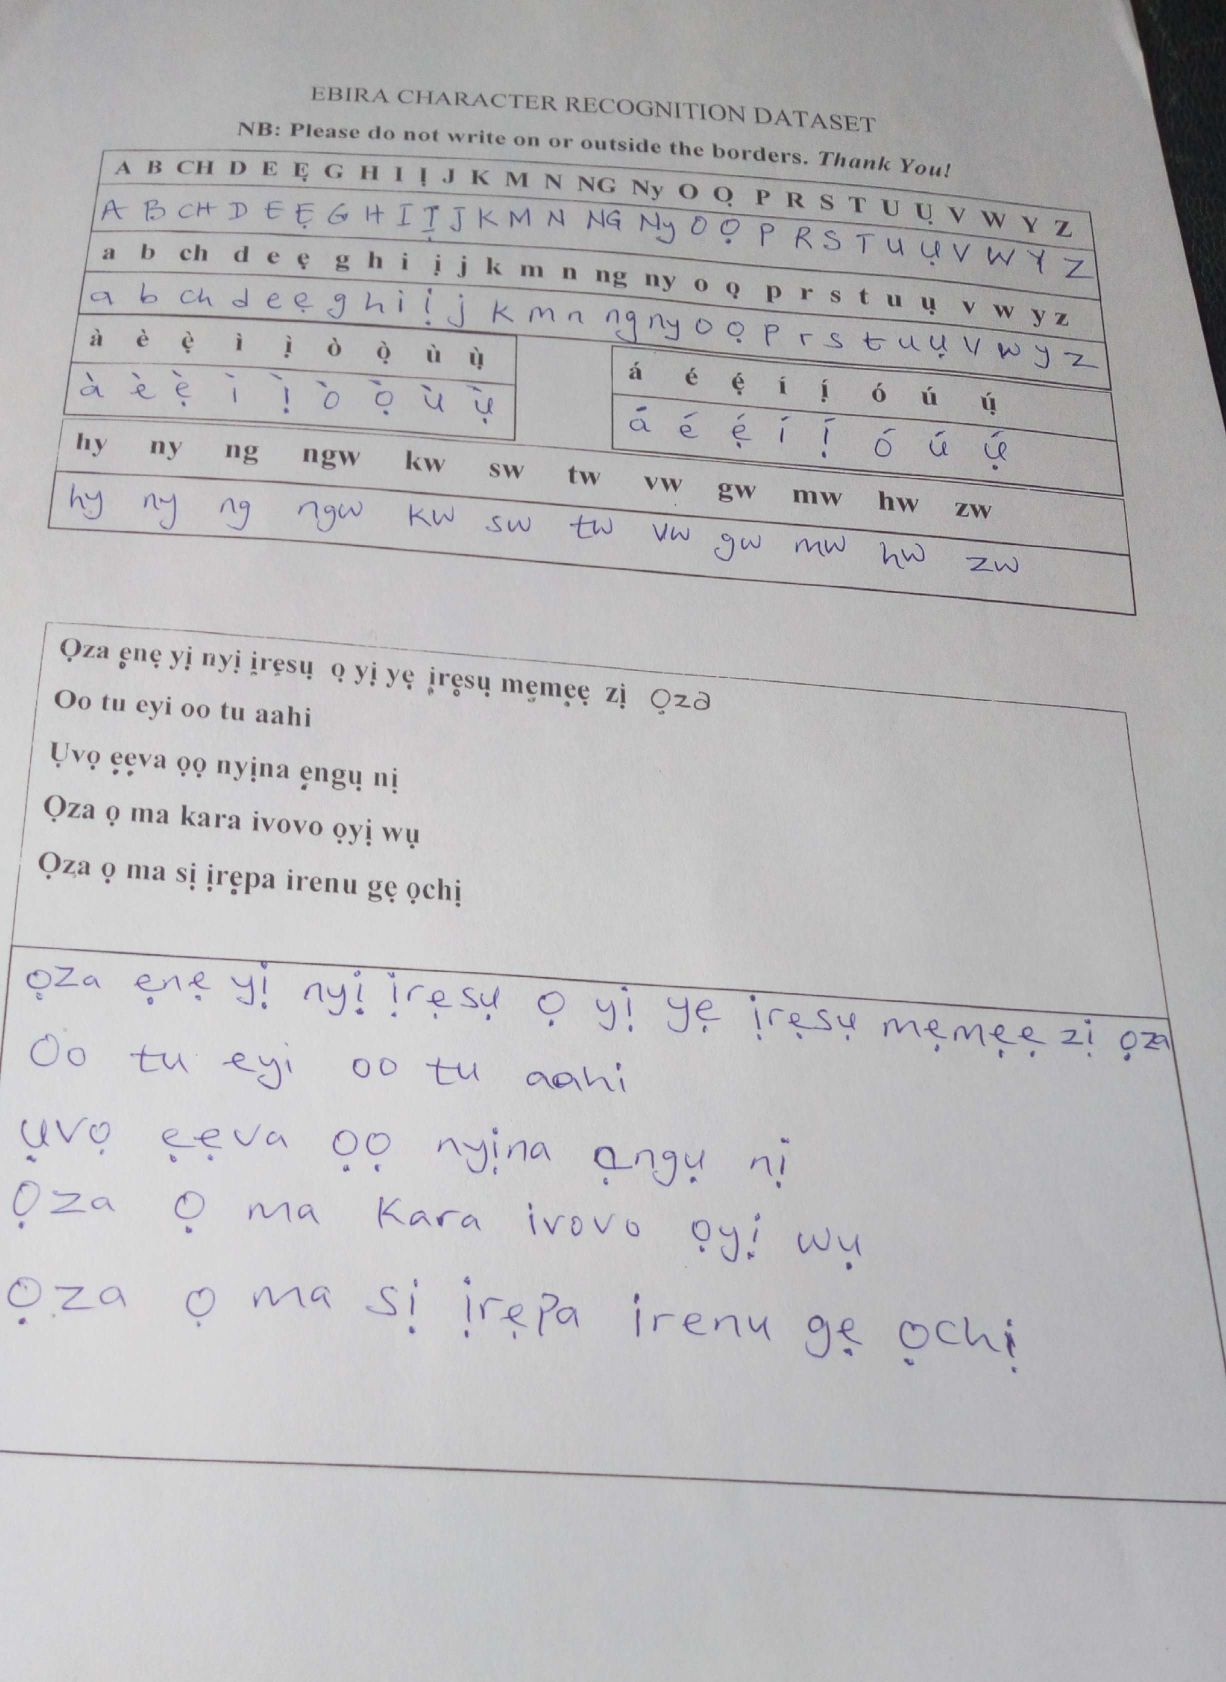 EBIRA CHARACTER RECOGNITION DATASET
NB: Please do not write on or outside the borders. Thank You!
A B CH D E Ẹ G H I Ị J K M N NG Ny O Ọ P R S T U Ụ V W Y Z
A B CH D E Ẹ G H I Ị J K M N NG Ny O Ọ P R S T U Ụ V W Y Z
a b ch d e ẹ g h i ị j k m n ng ny o ọ p r s t u ụ v w y z
a b ch d e ẹ g h i ị j k m n ng ny o ọ p r s t u ụ v w y z
à è ẹ̀ ì ị̀ ò ọ̀ ù ụ̀
à è ẹ̀ ì ị̀ ò ọ̀ ù ụ̀
á é ẹ́ í ị́ ó ú ụ́
á é ẹ́ í ị́ ó ú ụ́
hy ny ng ngw kw sw tw vw gw mw hw zw
hy ny ng ngw kw sw tw vw gw mw hw zw
Ọza ẹnẹ yị nyị ịrẹsụ ọ yị yẹ ịrẹsụ mẹmẹẹ zị Ọza
Oo tu eyi oo tu aahi
Ụvọ ẹẹva ọọ nyịna ẹngụ nị
Ọza ọ ma kara ivovo ọyị wụ
Ọza ọ ma sị ịrẹpa irenu gẹ ọchị
Ọza ẹnẹ yị nyị ịrẹsụ Ọ yị yẹ ịrẹsụ mẹmẹẹ zị ọza
Oo tu eyi oo tu aahi
Ụvọ ẹẹva ọọ nyịna ẹngụ nị
Ọza Ọ ma Kara ivovo ọyị wụ
Ọza ọ ma sị ịrẹpa irenu gẹ ọchị